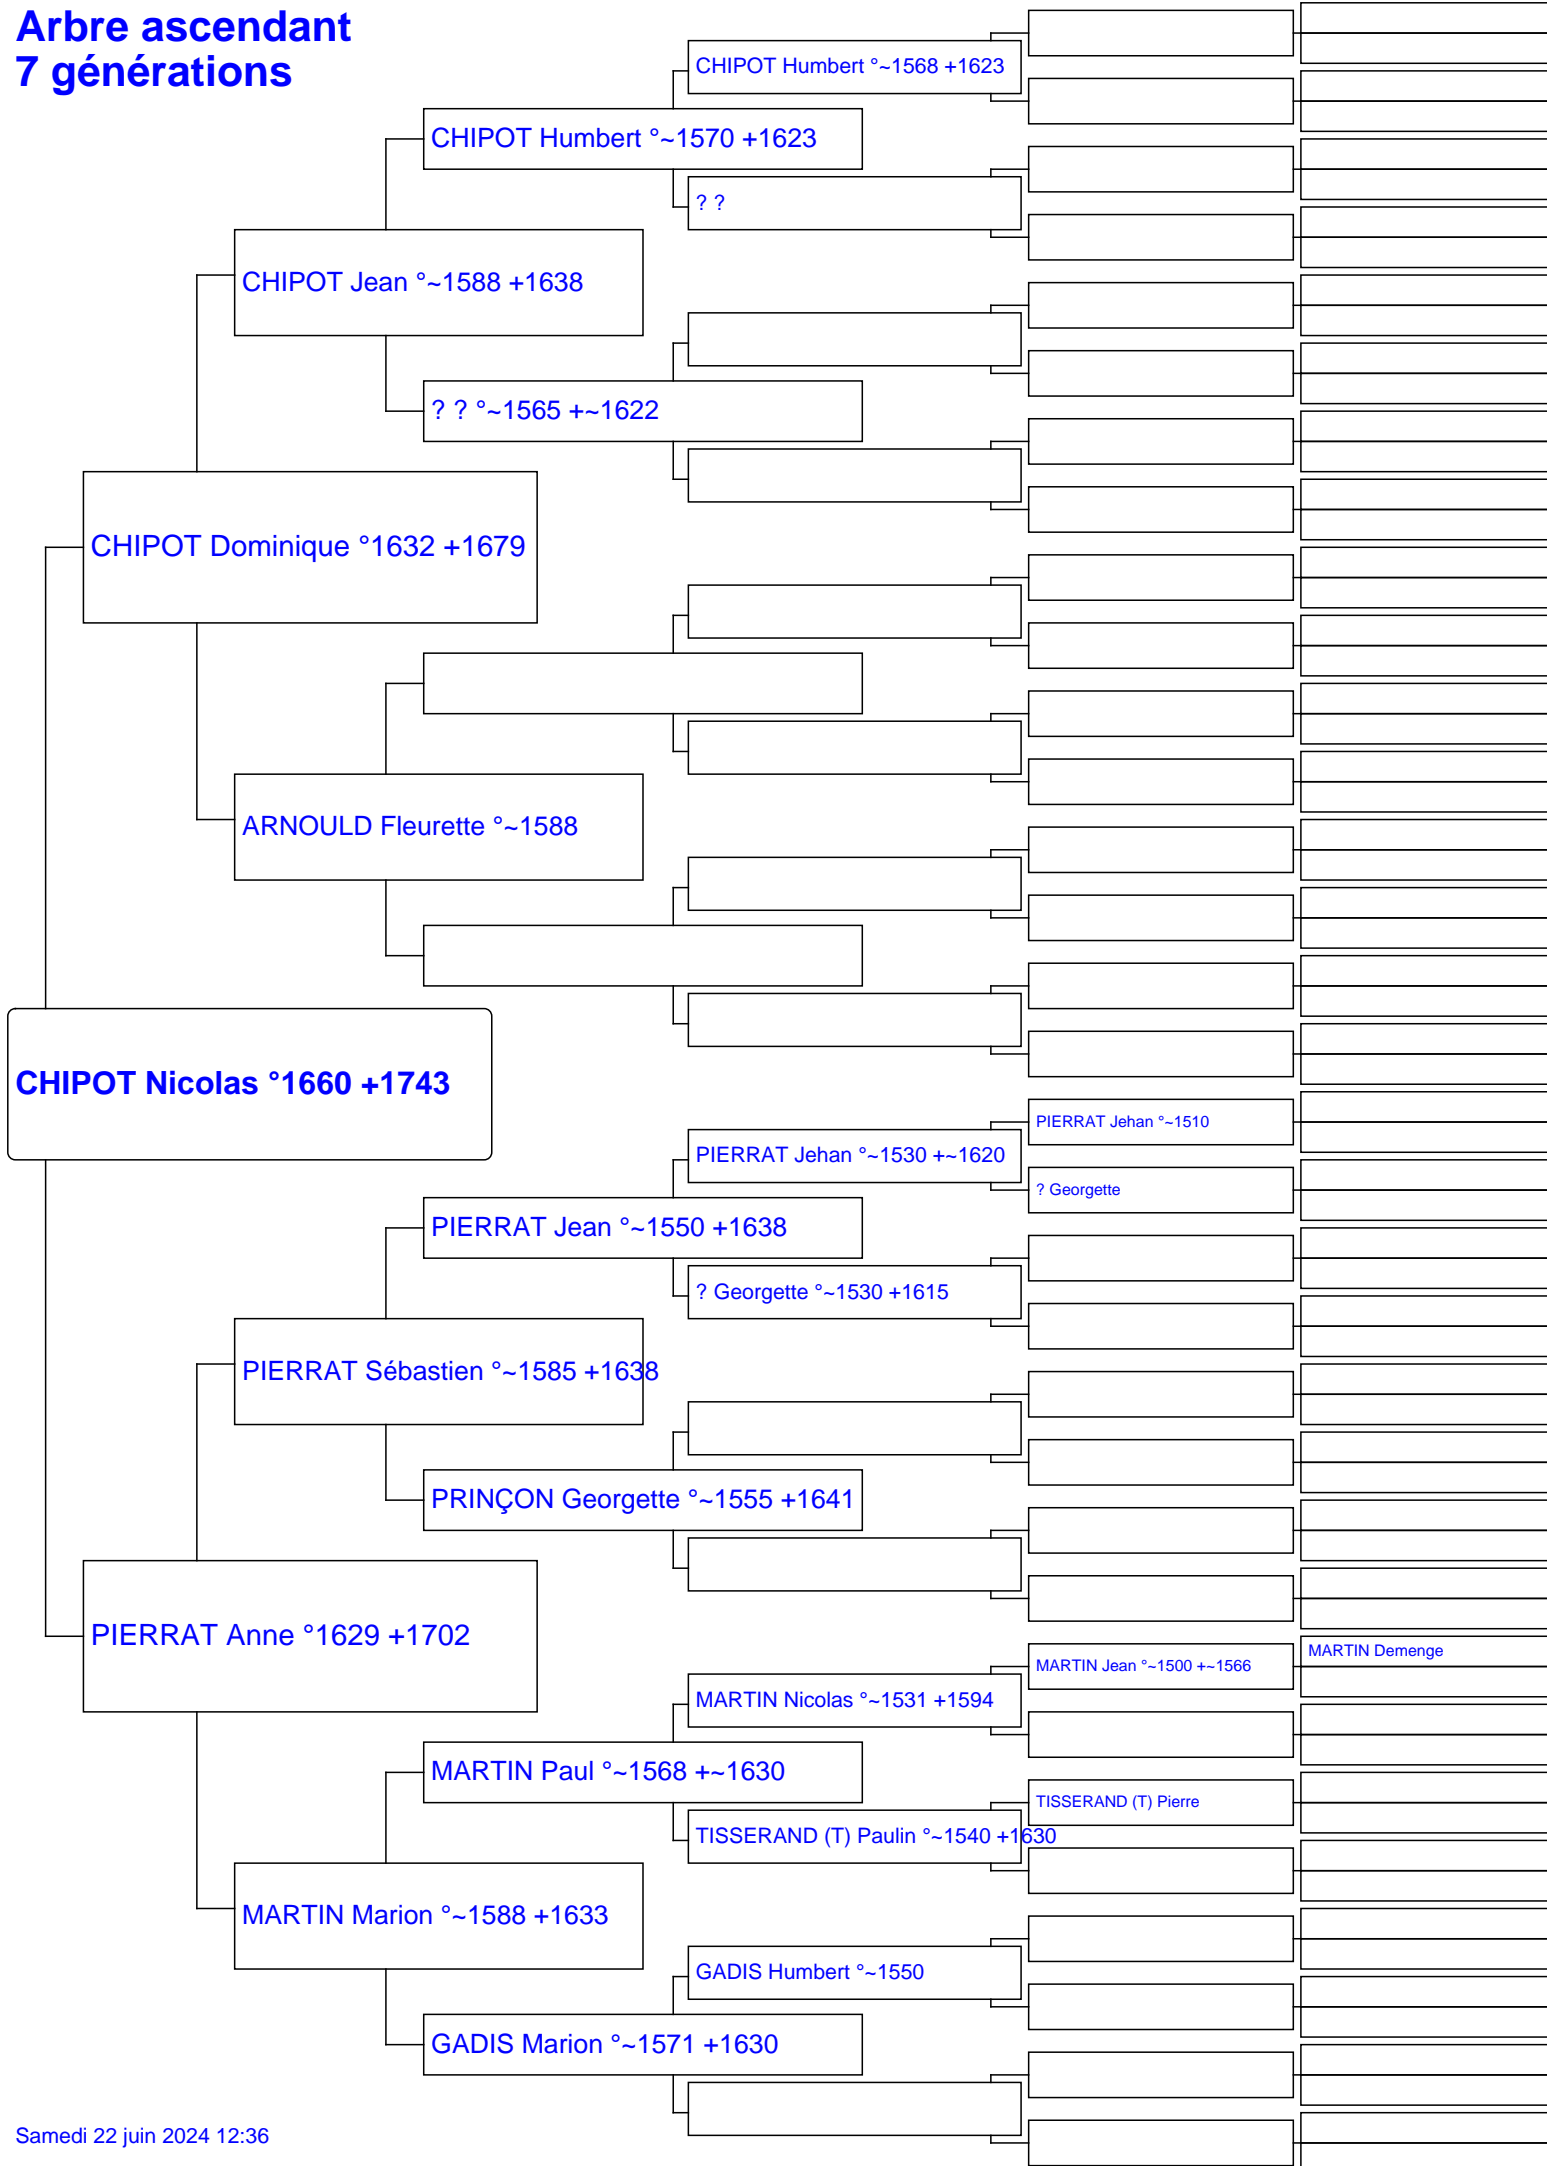 Arbre ascendant
7 générations
CHIPOT Humbert °~1568 +1623
CHIPOT Humbert °~1570 +1623
? ?
CHIPOT Jean °~1588 +1638
? ? °~1565 +~1622
CHIPOT Dominique °1632 +1679
ARNOULD Fleurette °~1588
CHIPOT Nicolas °1660 +1743
PIERRAT Jehan °~1510
PIERRAT Jehan °~1530 +~1620
? Georgette
PIERRAT Jean °~1550 +1638
? Georgette °~1530 +1615
PIERRAT Sébastien °~1585 +1638
PRINÇON Georgette °~1555 +1641
PIERRAT Anne °1629 +1702
MARTIN Demenge
MARTIN Jean °~1500 +~1566
MARTIN Nicolas °~1531 +1594
MARTIN Paul °~1568 +~1630
TISSERAND (T) Pierre
TISSERAND (T) Paulin °~1540 +1630
MARTIN Marion °~1588 +1633
GADIS Humbert °~1550
GADIS Marion °~1571 +1630
Samedi 22 juin 2024 12:36